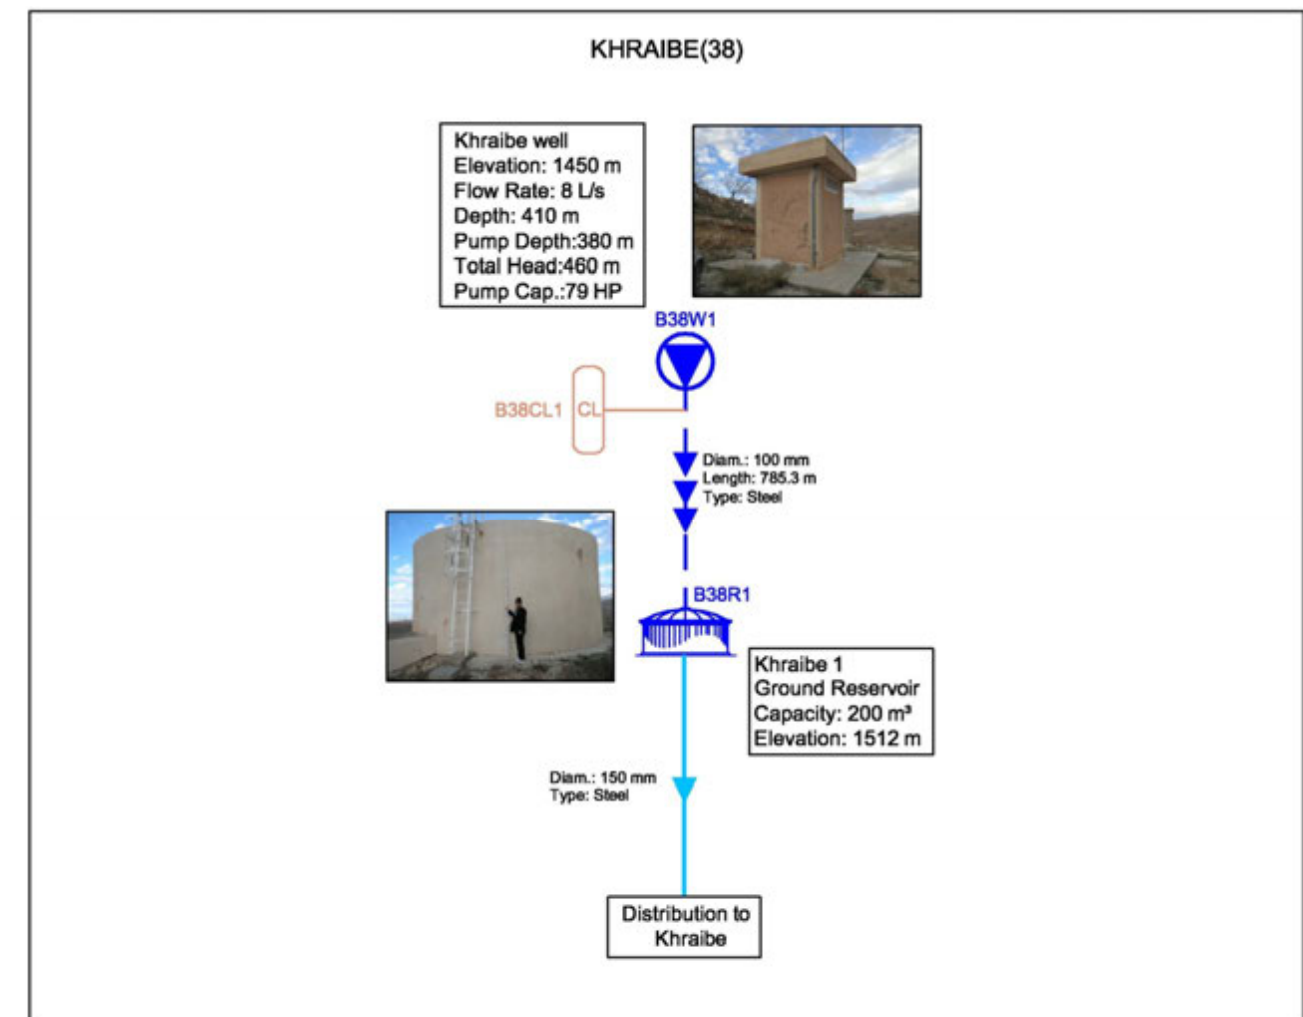 KHRAIBE(38)
Khraibe well
Elevation: 1450 m
Flow Rate: 8 L/s
Depth: 410 m
Pump Depth:380 m
Total Head:460 m
Pump Cap.:79 HP
B38W1
B38CL1
CL
Diam.: 100 mm
Length: 785.3 m
Type: Steel
B38R1
Khraibe 1
Ground Reservoir
Capacity: 200 m³
Elevation: 1512 m
Diam.: 150 mm
Type: Steel
Distribution to
Khraibe